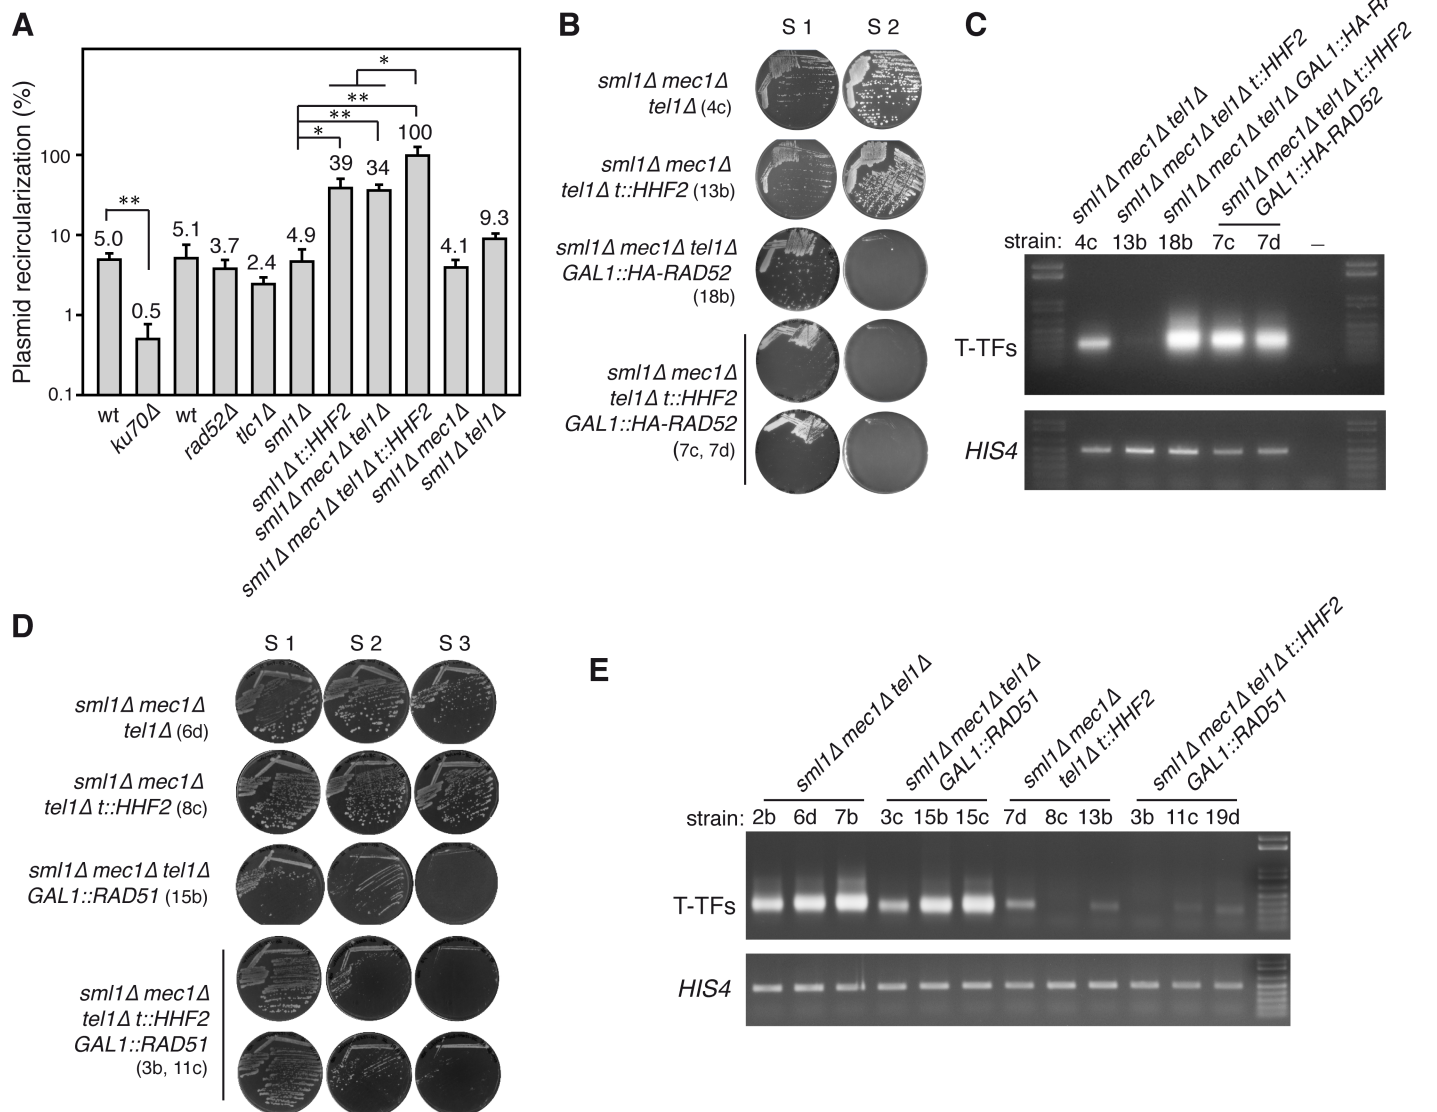 A
Plasmid recircularization (%)
100
10
1
0.1
5.0
**
0.5
5.1
3.7
2.4
4.9
*
39
**
34
**
100
*
4.1
9.3
wt
ku70Δ
wt
rad52Δ
tlc1Δ
sml1Δ
sml1Δ t::HHF2
sml1Δ mec1Δ tel1Δ
sml1Δ mec1Δ tel1Δ t::HHF2
sml1Δ mec1Δ
sml1Δ tel1Δ
B
S 1 S 2
sml1Δ mec1Δ
tel1Δ (4c)
sml1Δ mec1Δ
tel1Δ t::HHF2 (13b)
sml1Δ mec1Δ tel1Δ
GAL1::HA-RAD52
(18b)
sml1Δ mec1Δ
tel1Δ t::HHF2
GAL1::HA-RAD52
(7c, 7d)
C
sml1Δ mec1Δ tel1Δ
sml1Δ mec1Δ tel1Δ t::HHF2
sml1Δ mec1Δ tel1Δ GAL1::HA-RA
sml1Δ mec1Δ tel1Δ t::HHF2
GAL1::HA-RAD52
strain: 4c 13b 18b 7c 7d –
T-TFs
HIS4
D
S 1 S 2 S 3
sml1Δ mec1Δ
tel1Δ (6d)
sml1Δ mec1Δ
tel1Δ t::HHF2 (8c)
sml1Δ mec1Δ tel1Δ
GAL1::RAD51 (15b)
sml1Δ mec1Δ
tel1Δ t::HHF2
GAL1::RAD51
(3b, 11c)
E
sml1Δ mec1Δ tel1Δ
sml1Δ mec1Δ tel1Δ
GAL1::RAD51
sml1Δ mec1Δ
tel1Δ t::HHF2
sml1Δ mec1Δ tel1Δ t::HHF2
GAL1::RAD51
strain: 2b 6d 7b 3c 15b 15c 7d 8c 13b 3b 11c 19d
T-TFs
HIS4